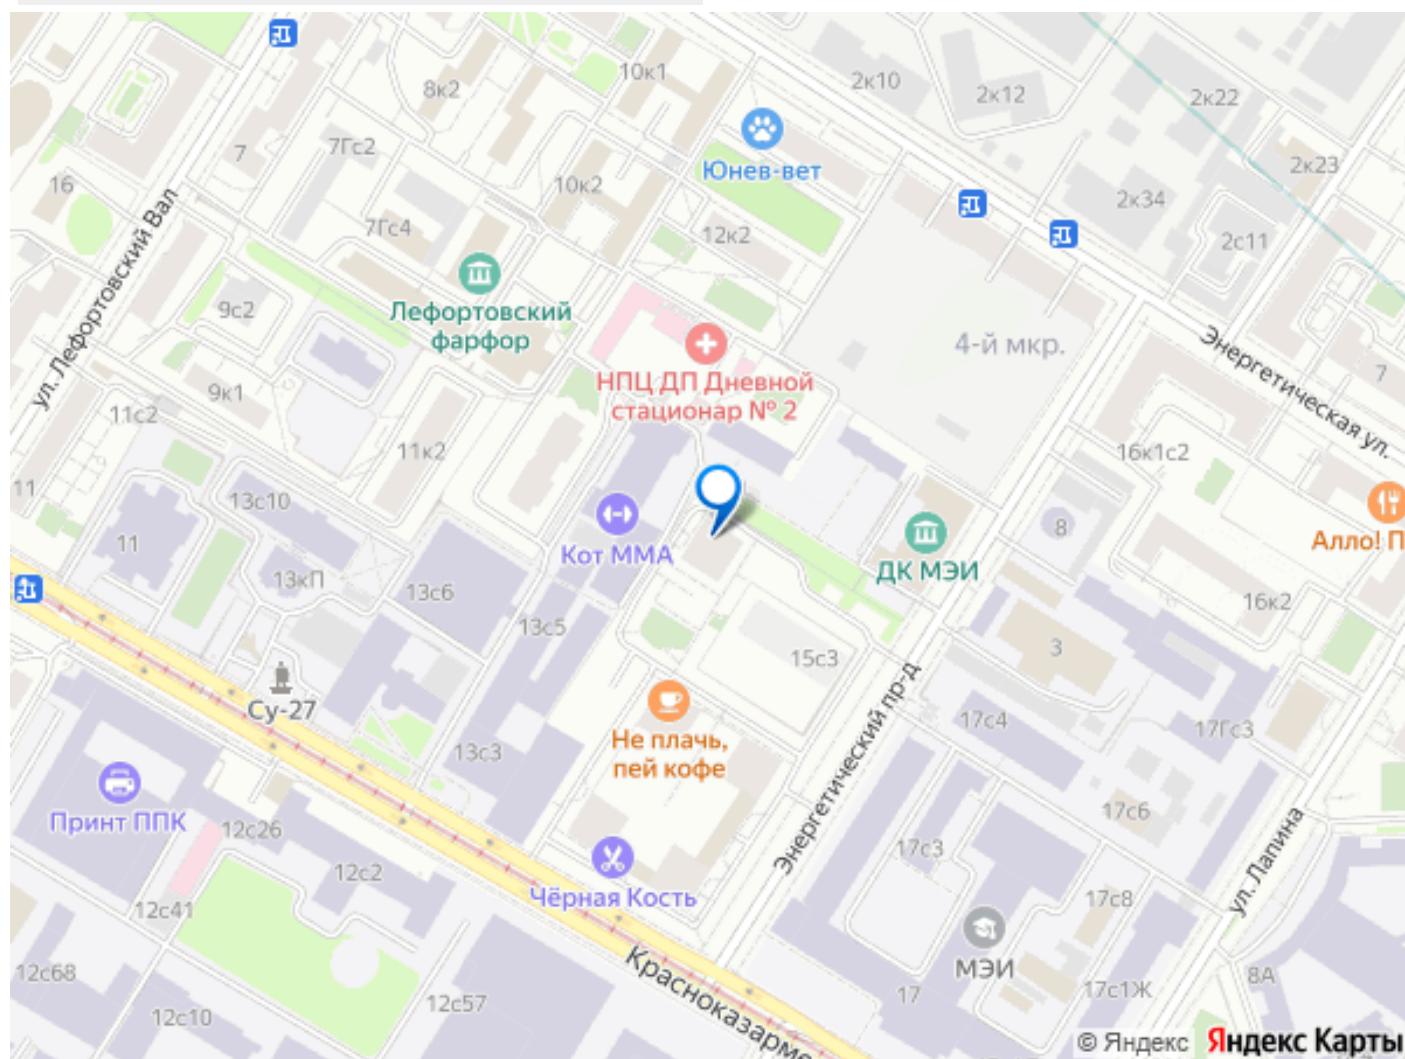 10к1
8к2
2к10
2к12
2к22
7Гс2
7
Юнев-вет
2к23
16
10к2
2к34
7Гс4
12к2
2с11
ул. Лефортовский Вал
9с2
Лефортовский
фарфор
4-й мкр.
Энергетическая ул.
НПЦ ДП Дневной
стационар № 2
7
9к1
11с2
11к2
16к1с2
11
13с10
8
Алло! П
11
Кот ММА
ДК МЭИ
13кП
13с6
16к2
13с5
15с3
3
Су-27
Энергетический пр-д
17с4
17Гс3
Не плачь,
пей кофе
13с3
Принт ППК
12с26
17с6
12с2
17с3
ул. Лапина
Чёрная Кость
17с8
12с41
МЭИ
12с68
Красноказарме
8А
12с57
17
17с1Ж
12с10
© Яндекс Яндекс Карты